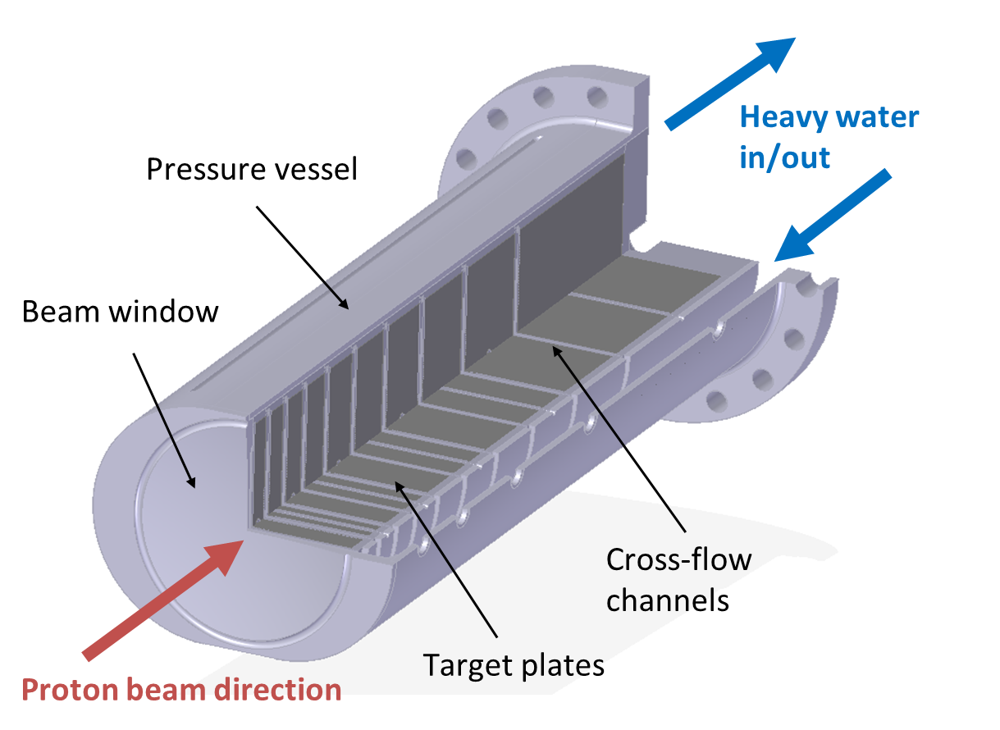 Heavy water
in/out
Pressure vessel
Beam window
Cross-flow
channels
Target plates
Proton beam direction